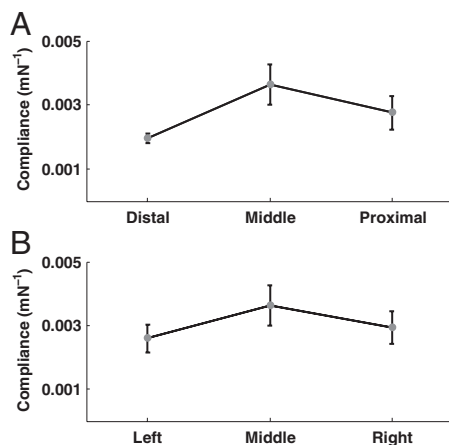 A
0.005
0.003
0.001
Compliance (mN⁻¹)
Distal Middle Proximal
B
0.005
0.003
0.001
Compliance (mN⁻¹)
Left Middle Right